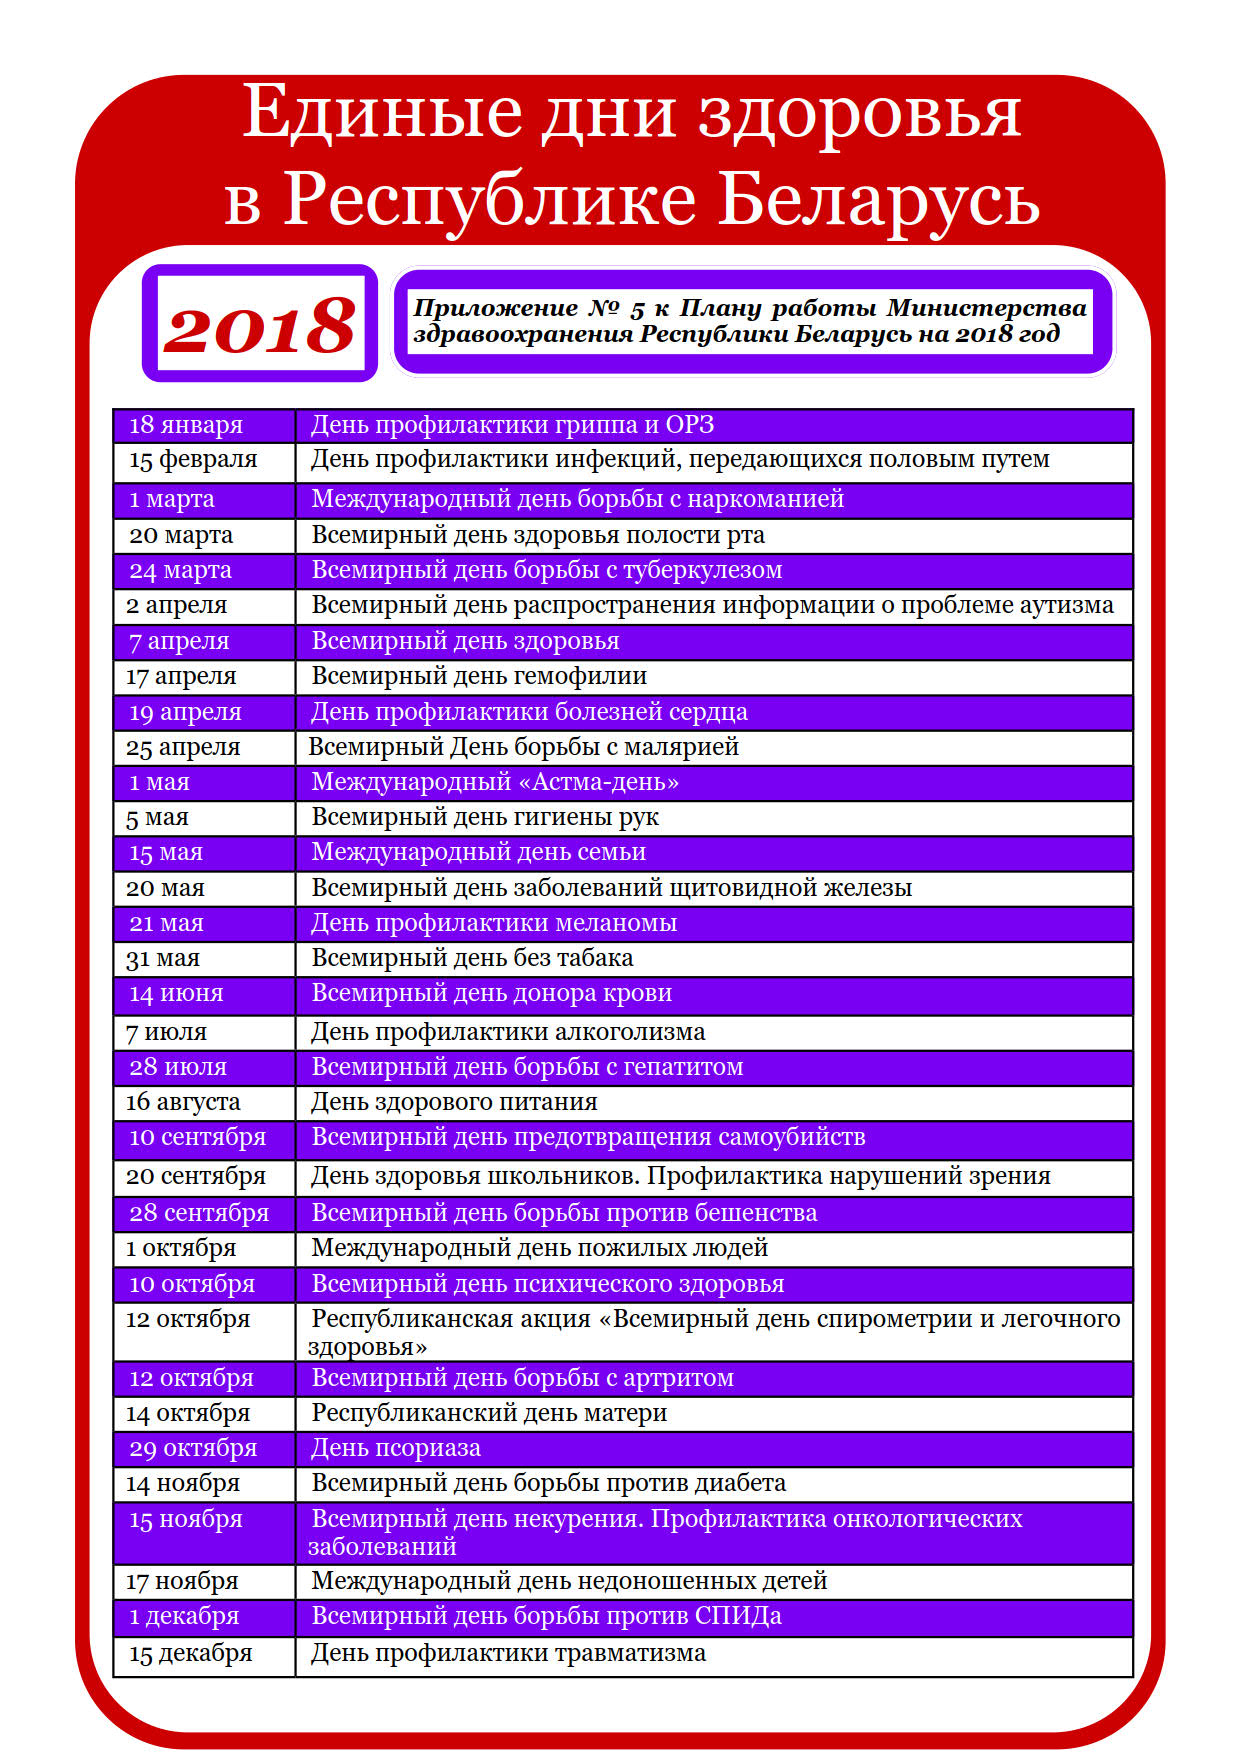 Единые дни здоровья
в Республике Беларусь
2018
Приложение № 5 к Плану работы Министерства
здравоохранения Республики Беларусь на 2018 год
18 января День профилактики гриппа и ОРЗ
15 февраля День профилактики инфекций, передающихся половым путем
1 марта Международный день борьбы с наркоманией
20 марта Всемирный день здоровья полости рта
24 марта Всемирный день борьбы с туберкулезом
2 апреля Всемирный день распространения информации о проблеме аутизма
7 апреля Всемирный день здоровья
17 апреля Всемирный день гемофилии
19 апреля День профилактики болезней сердца
25 апреля Всемирный День борьбы с малярией
1 мая Международный «Астма-день»
5 мая Всемирный день гигиены рук
15 мая Международный день семьи
20 мая Всемирный день заболеваний щитовидной железы
21 мая День профилактики меланомы
31 мая Всемирный день без табака
14 июня Всемирный день донора крови
7 июля День профилактики алкоголизма
28 июля Всемирный день борьбы с гепатитом
16 августа День здорового питания
10 сентября Всемирный день предотвращения самоубийств
20 сентября День здоровья школьников. Профилактика нарушений зрения
28 сентября Всемирный день борьбы против бешенства
1 октября Международный день пожилых людей
10 октября Всемирный день психического здоровья
12 октября Республиканская акция «Всемирный день спирометрии и легочного
здоровья»
12 октября Всемирный день борьбы с артритом
14 октября Республиканский день матери
29 октября День псориаза
14 ноября Всемирный день борьбы против диабета
15 ноября Всемирный день некурения. Профилактика онкологических
заболеваний
17 ноября Международный день недоношенных детей
1 декабря Всемирный день борьбы против СПИДа
15 декабря День профилактики травматизма